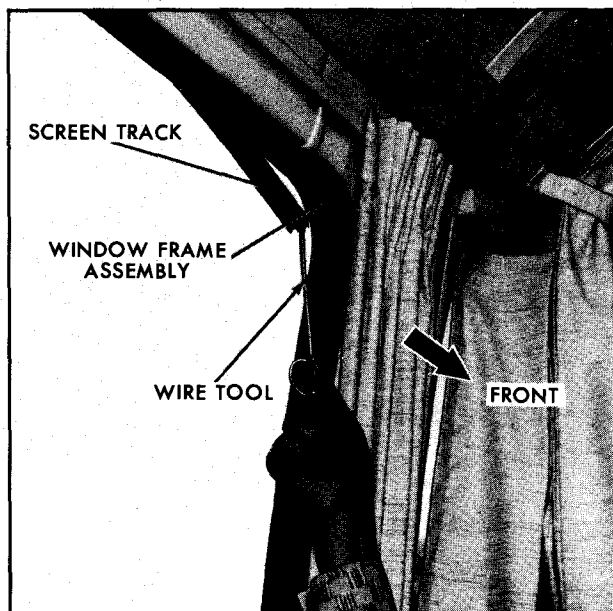 SCREEN TRACK
WINDOW FRAME
ASSEMBLY
WIRE TOOL
FRONT